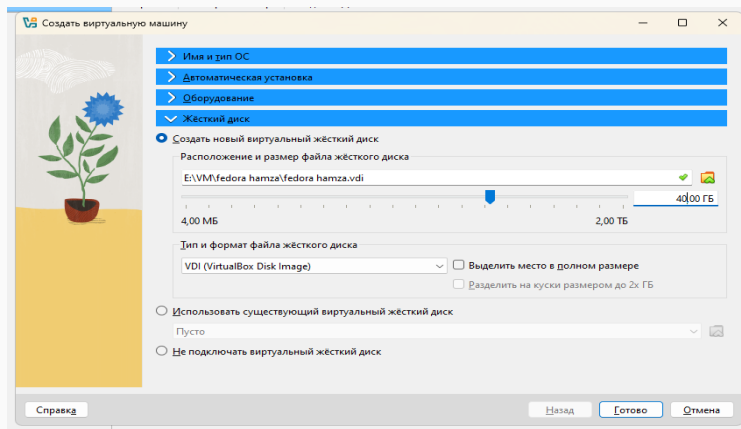 Создать виртуальную машину
Имя и тип ОС
Автоматическая установка
Оборудование
Жёсткий диск
Создать новый виртуальный жёсткий диск
Расположение и размер файла жёсткого диска
E:\VM\fedora hamza\fedora hamza.vdi
40,00 ГБ
4,00 МБ 2,00 ТБ
Тип и формат файла жёсткого диска
VDI (VirtualBox Disk Image) Выделить место в полном размере
Разделить на куски размером до 2х ГБ
Использовать существующий виртуальный жёсткий диск
Пусто
Не подключать виртуальный жёсткий диск
Справка Назад Готово Отмена